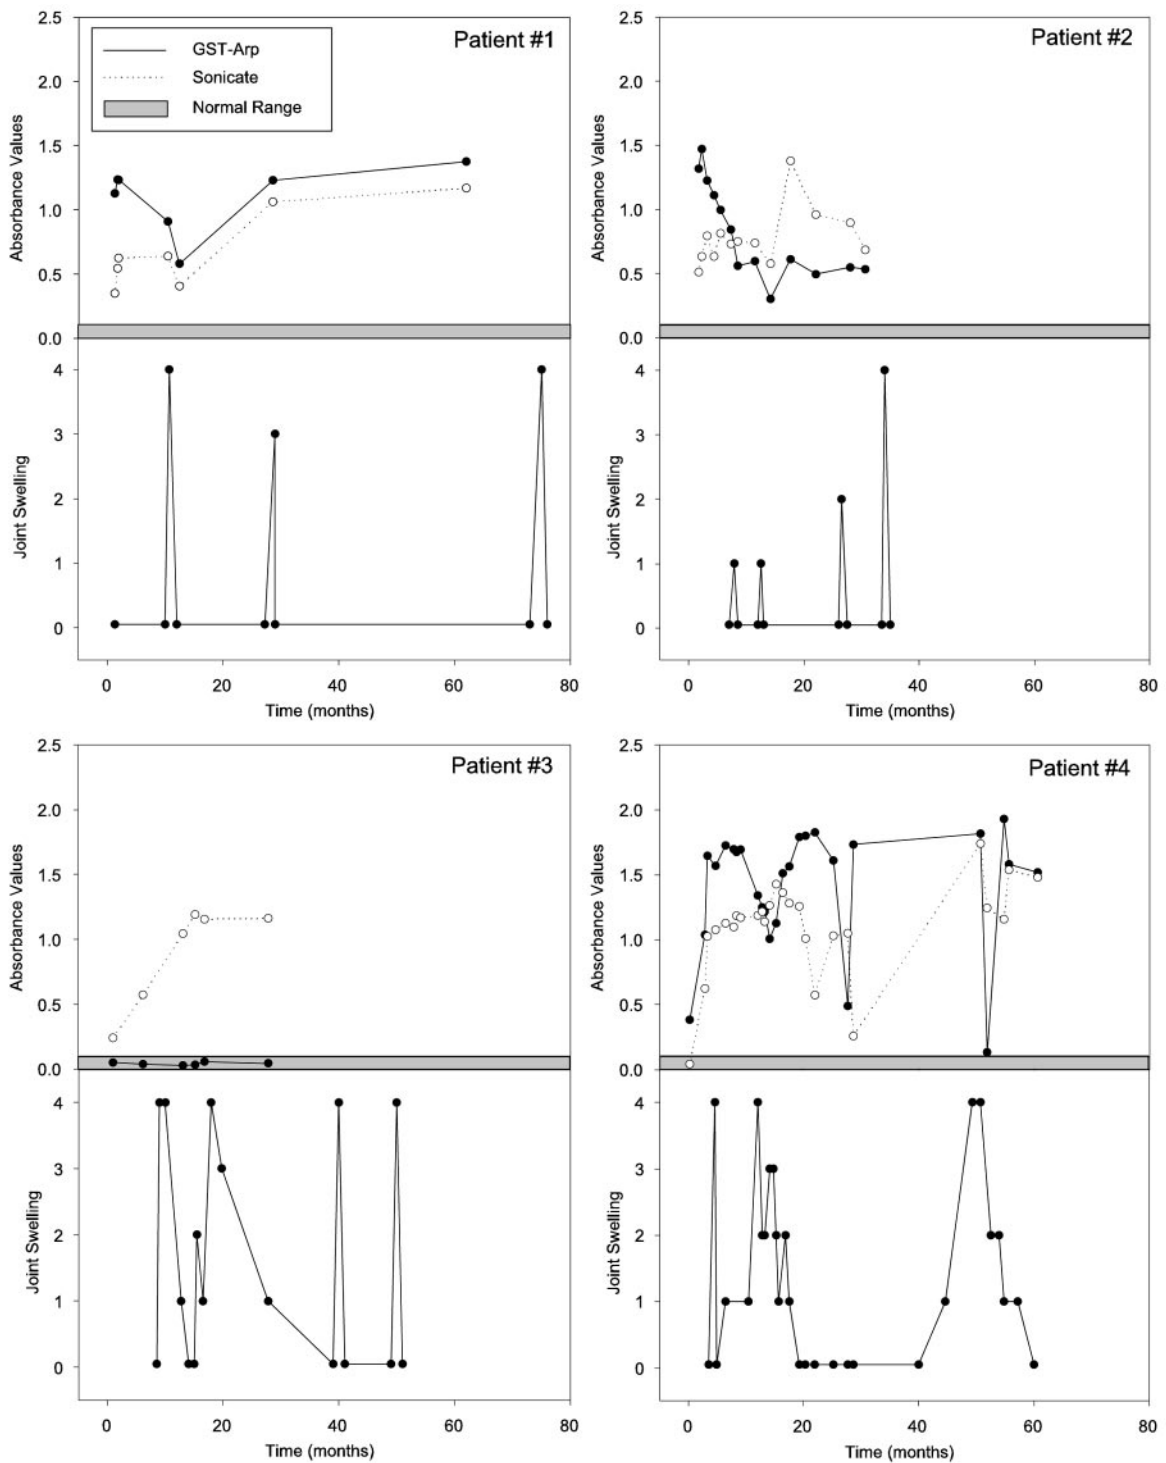 Patient #1
GST-Arp
Sonicate
Normal Range
Absorbance Values
2.5
2.0
1.5
1.0
0.5
0.0
Joint Swelling
4
3
2
1
0
0 20 40 60 80
Time (months)
Patient #2
Absorbance Values
2.5
2.0
1.5
1.0
0.5
0.0
Joint Swelling
4
3
2
1
0
0 20 40 60 80
Time (months)
Patient #3
Absorbance Values
2.5
2.0
1.5
1.0
0.5
0.0
Joint Swelling
4
3
2
1
0
0 20 40 60 80
Time (months)
Patient #4
Absorbance Values
2.5
2.0
1.5
1.0
0.5
0.0
Joint Swelling
4
3
2
1
0
0 20 40 60 80
Time (months)